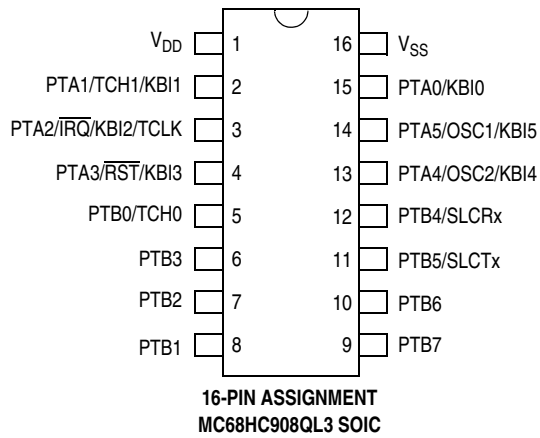 V_DD 1 16 V_SS
PTA1/TCH1/KBI1 2 15 PTA0/KBI0
PTA2/I̅R̅Q̅/KBI2/TCLK 3 14 PTA5/OSC1/KBI5
PTA3/R̅S̅T̅/KBI3 4 13 PTA4/OSC2/KBI4
PTB0/TCH0 5 12 PTB4/SLCRx
PTB3 6 11 PTB5/SLCTx
PTB2 7 10 PTB6
PTB1 8 9 PTB7
16-PIN ASSIGNMENT
MC68HC908QL3 SOIC